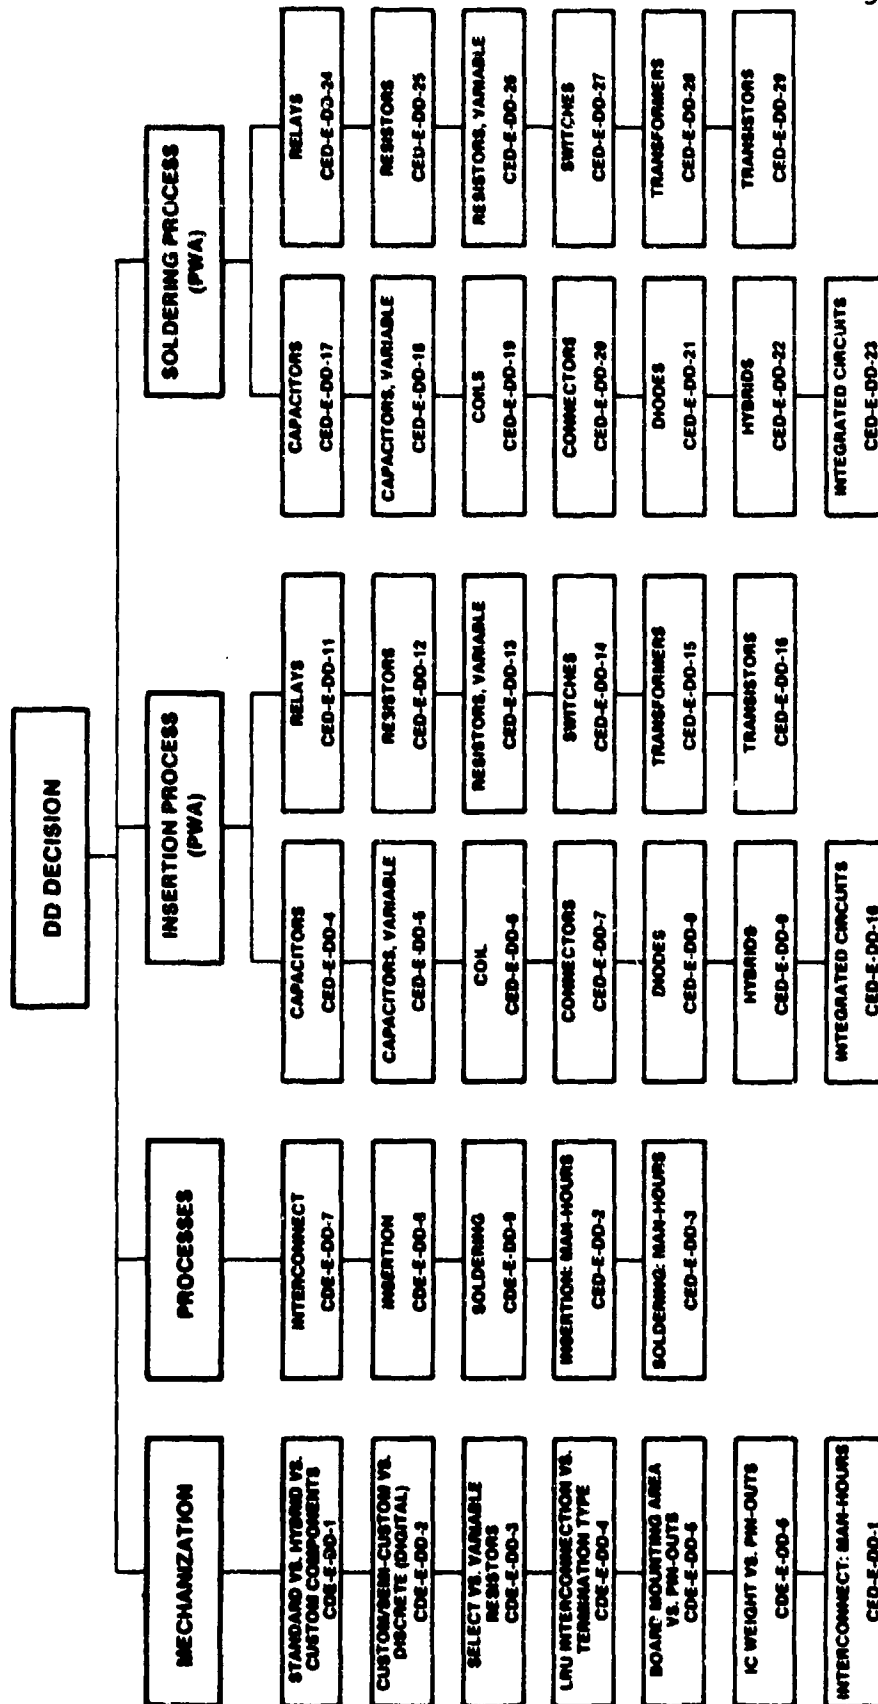 DD DECISION
MECHANIZATION
STANDARD VS. HYBRID VS.
CUSTOM COMPONENTS
CDE-E-DD-1
CUSTOM/SEMI-CUSTOM VS.
DISCRETE (DIGITAL)
CDE-E-DD-2
SELECT VS. VARIABLE
RESISTORS
CDE-E-DD-3
LRU INTERCONNECTION VS.
TERMINATION TYPE
CDE-E-DD-4
BOARD MOUNTING AREA
VS. PIN-OUTS
CDE-E-DD-5
IC WEIGHT VS. PIN-OUTS
CDE-E-DD-6
INTERCONNECT: MAN-HOURS
CED-E-DD-1
PROCESSES
INTERCONNECT
CDE-E-DD-7
INSERTION
CDE-E-DD-8
SOLDERING
CDE-E-DD-9
INSERTION: MAN-HOURS
CED-E-DD-2
SOLDERING: MAN-HOURS
CED-E-DD-3
INSERTION PROCESS
(PWA)
CAPACITORS
CED-E-DD-4
CAPACITORS, VARIABLE
CED-E-DD-5
COIL
CED-E-DD-6
CONNECTORS
CED-E-DD-7
DIODES
CED-E-DD-8
HYBRIDS
CED-E-DD-9
INTEGRATED CIRCUITS
CED-E-DD-10
RELAYS
CED-E-DD-11
RESISTORS
CED-E-DD-12
RESISTORS, VARIABLE
CED-E-DD-13
SWITCHES
CED-E-DD-14
TRANSFORMERS
CED-E-DD-15
TRANSISTORS
CED-E-DD-16
SOLDERING PROCESS
(PWA)
CAPACITORS
CED-E-DD-17
CAPACITORS, VARIABLE
CED-E-DD-18
COILS
CED-E-DD-19
CONNECTORS
CED-E-DD-20
DIODES
CED-E-DD-21
HYBRIDS
CED-E-DD-22
INTEGRATED CIRCUITS
CED-E-DD-23
RELAYS
CED-E-DD-24
RESISTORS
CED-E-DD-25
RESISTORS, VARIABLE
CED-E-DD-26
SWITCHES
CED-E-DD-27
TRANSFORMERS
CED-E-DD-28
TRANSISTORS
CED-E-DD-29